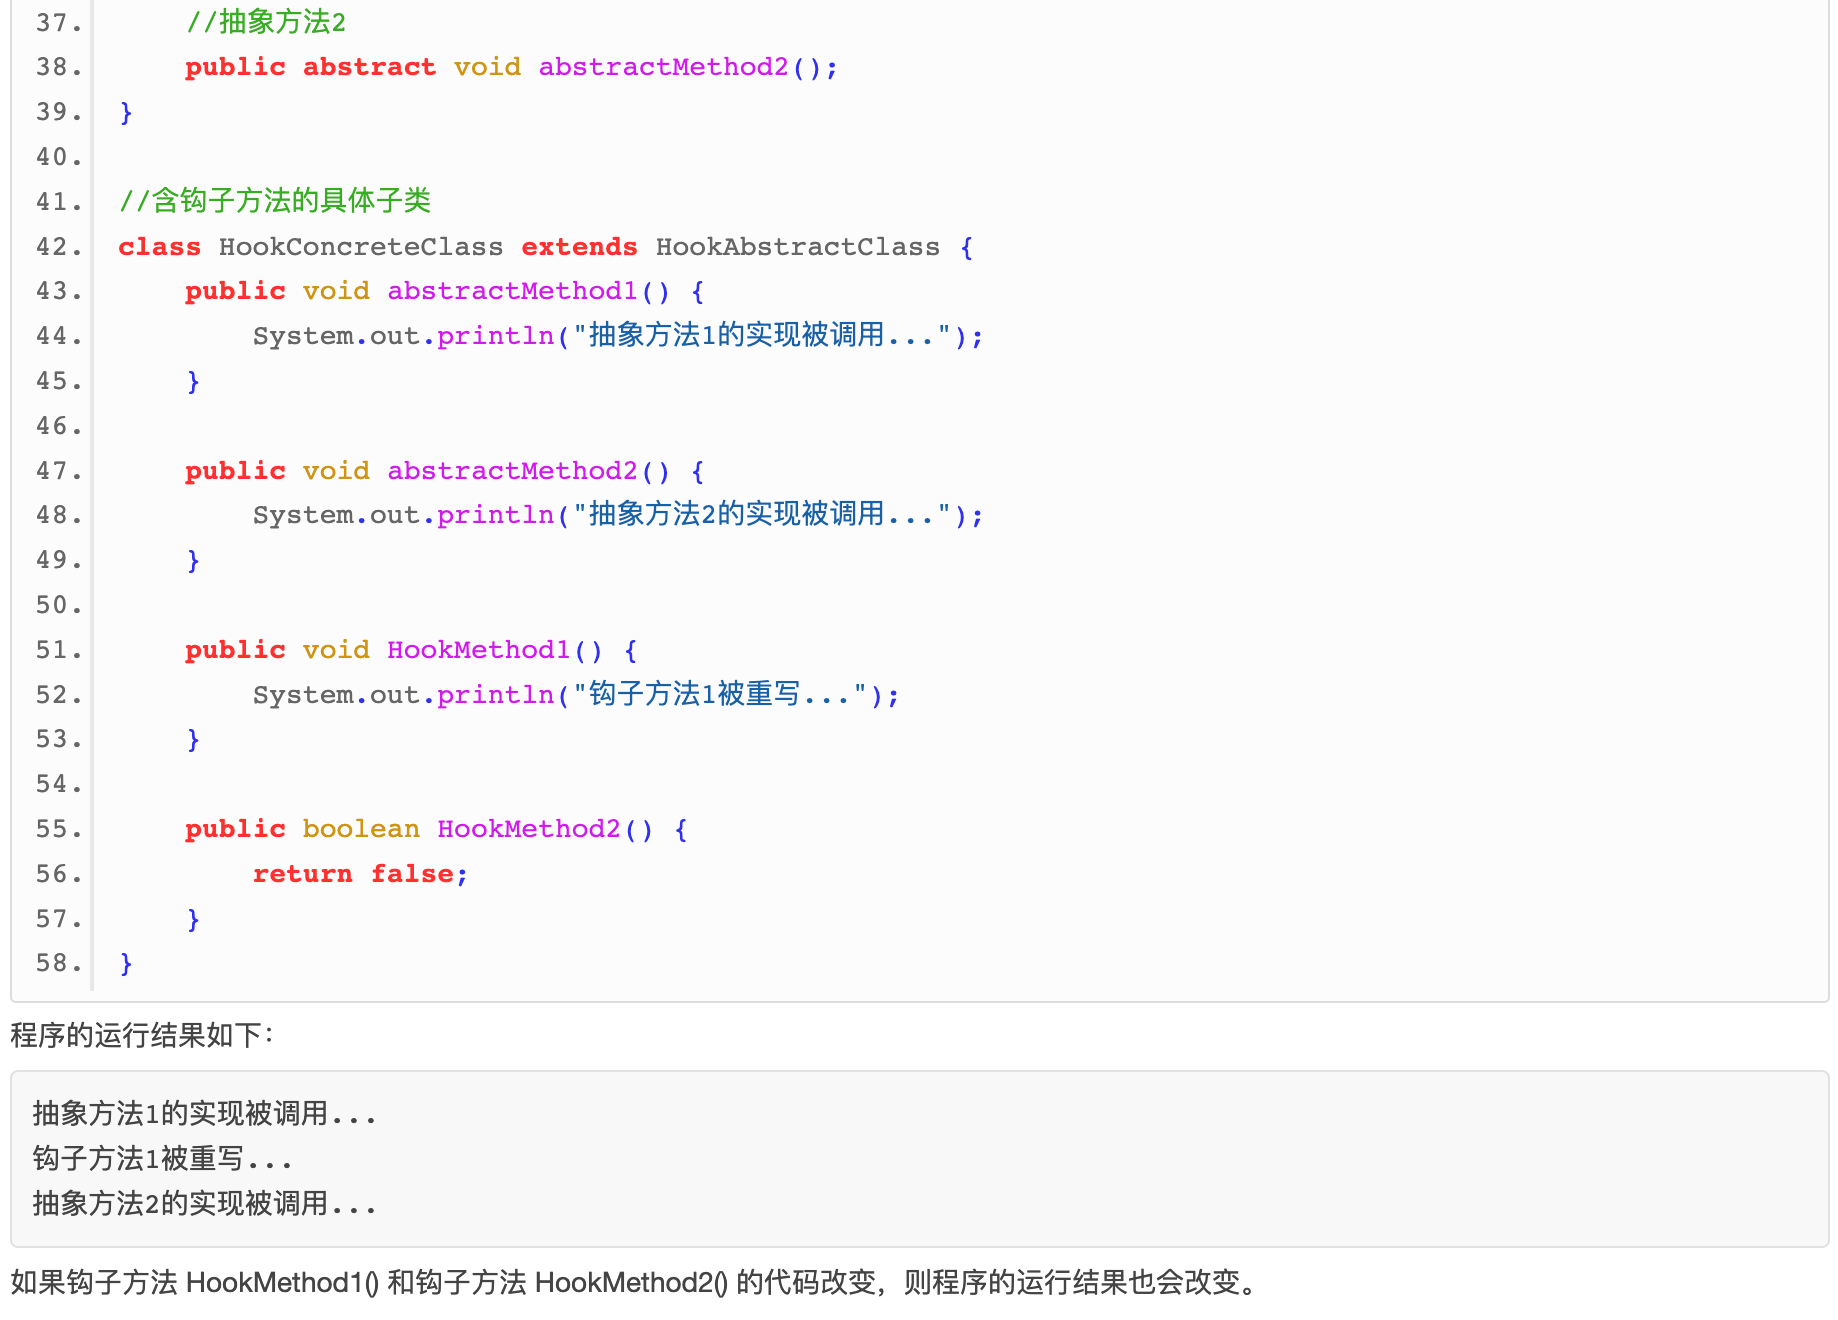 37. //抽象方法2
38. public abstract void abstractMethod2();
39. }
40.
41. //含钩子方法的具体子类
42. class HookConcreteClass extends HookAbstractClass {
43. public void abstractMethod1() {
44. System.out.println("抽象方法1的实现被调用...");
45. }
46.
47. public void abstractMethod2() {
48. System.out.println("抽象方法2的实现被调用...");
49. }
50.
51. public void HookMethod1() {
52. System.out.println("钩子方法1被重写...");
53. }
54.
55. public boolean HookMethod2() {
56. return false;
57. }
58. }
程序的运行结果如下：
抽象方法1的实现被调用...
钩子方法1被重写...
抽象方法2的实现被调用...
如果钩子方法 HookMethod1() 和钩子方法 HookMethod2() 的代码改变，则程序的运行结果也会改变。